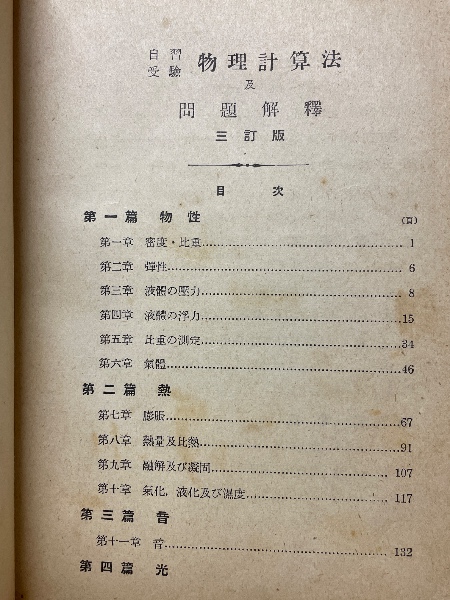 自習 物理計算法
受驗
及
問題解釋
三訂版
目次
第一篇 物性 (頁)
第一章 密度・比重 1
第二章 彈性 6
第三章 液體の壓力 8
第四章 液體の浮力 15
第五章 比重の測定 34
第六章 氣體 46
第二篇 熱
第七章 膨脹 67
第八章 熱量及比熱 91
第九章 融解及び凝固 107
第十章 氣化，液化及び濕度 117
第三篇 音
第十一章 音 132
第四篇 光